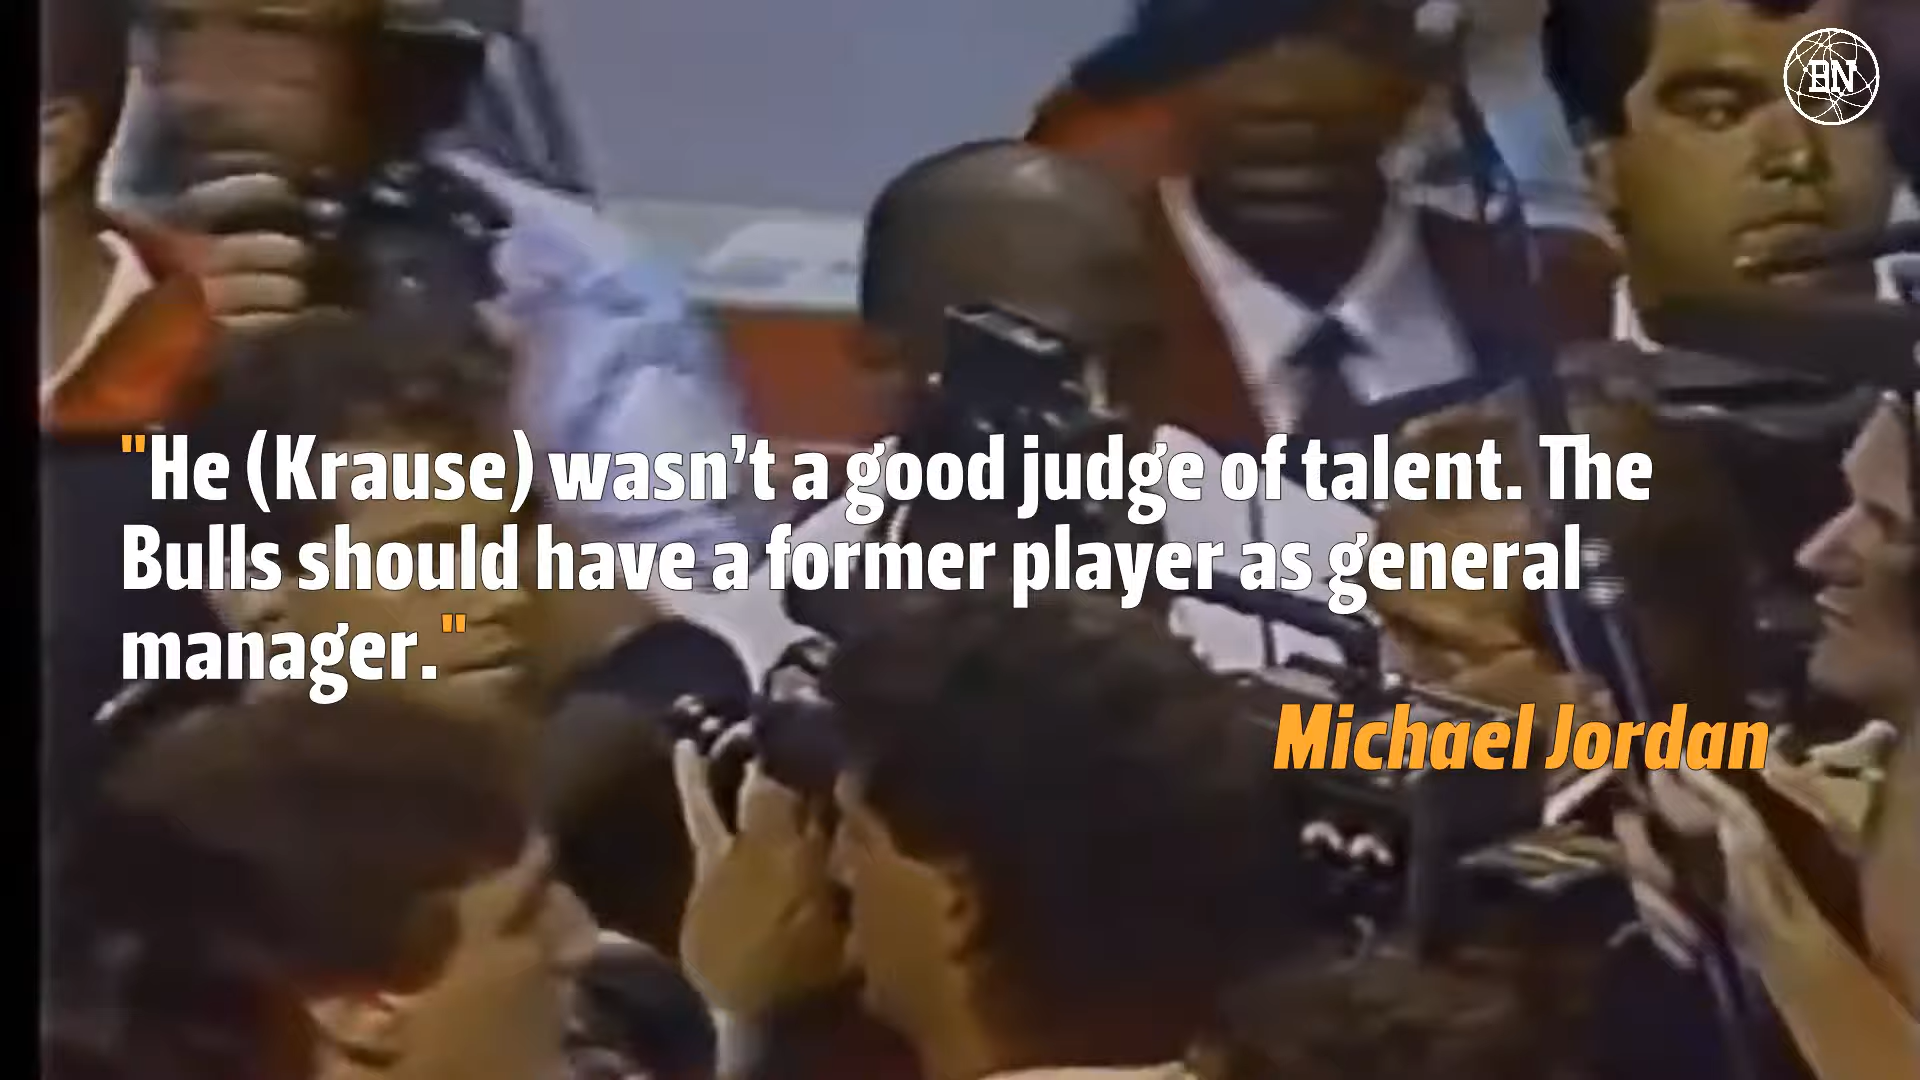 BN
"He (Krause) wasn’t a good judge of talent. The
Bulls should have a former player as general
manager."
Michael Jordan